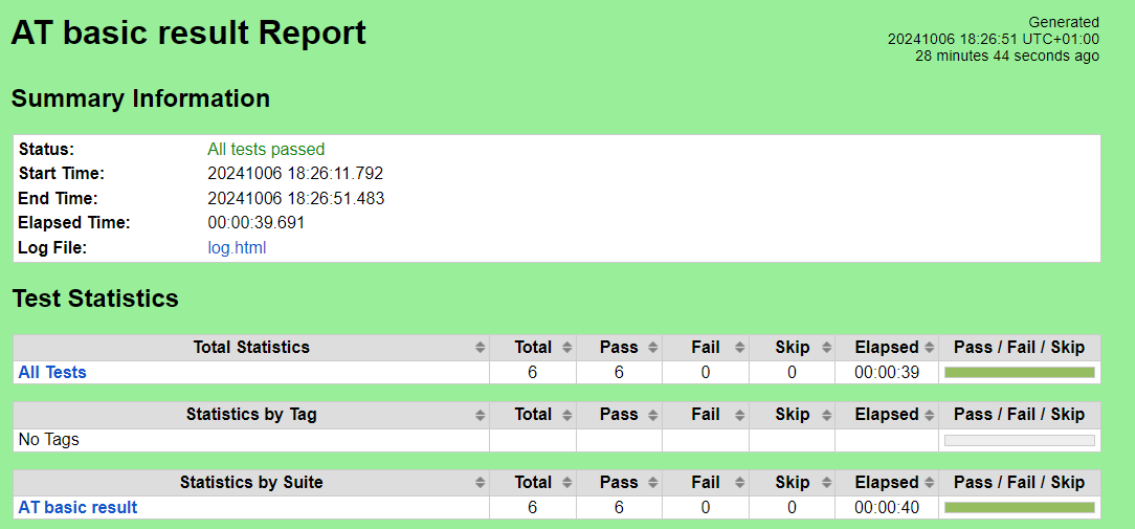 AT basic result Report
Generated
20241006 18:26:51 UTC+01:00
28 minutes 44 seconds ago
Summary Information
Status: All tests passed
Start Time: 20241006 18:26:11.792
End Time: 20241006 18:26:51.483
Elapsed Time: 00:00:39.691
Log File: log.html
Test Statistics
Total Statistics Total Pass Fail Skip Elapsed Pass / Fail / Skip
All Tests 6 6 0 0 00:00:39
Statistics by Tag Total Pass Fail Skip Elapsed Pass / Fail / Skip
No Tags
Statistics by Suite Total Pass Fail Skip Elapsed Pass / Fail / Skip
AT basic result 6 6 0 0 00:00:40